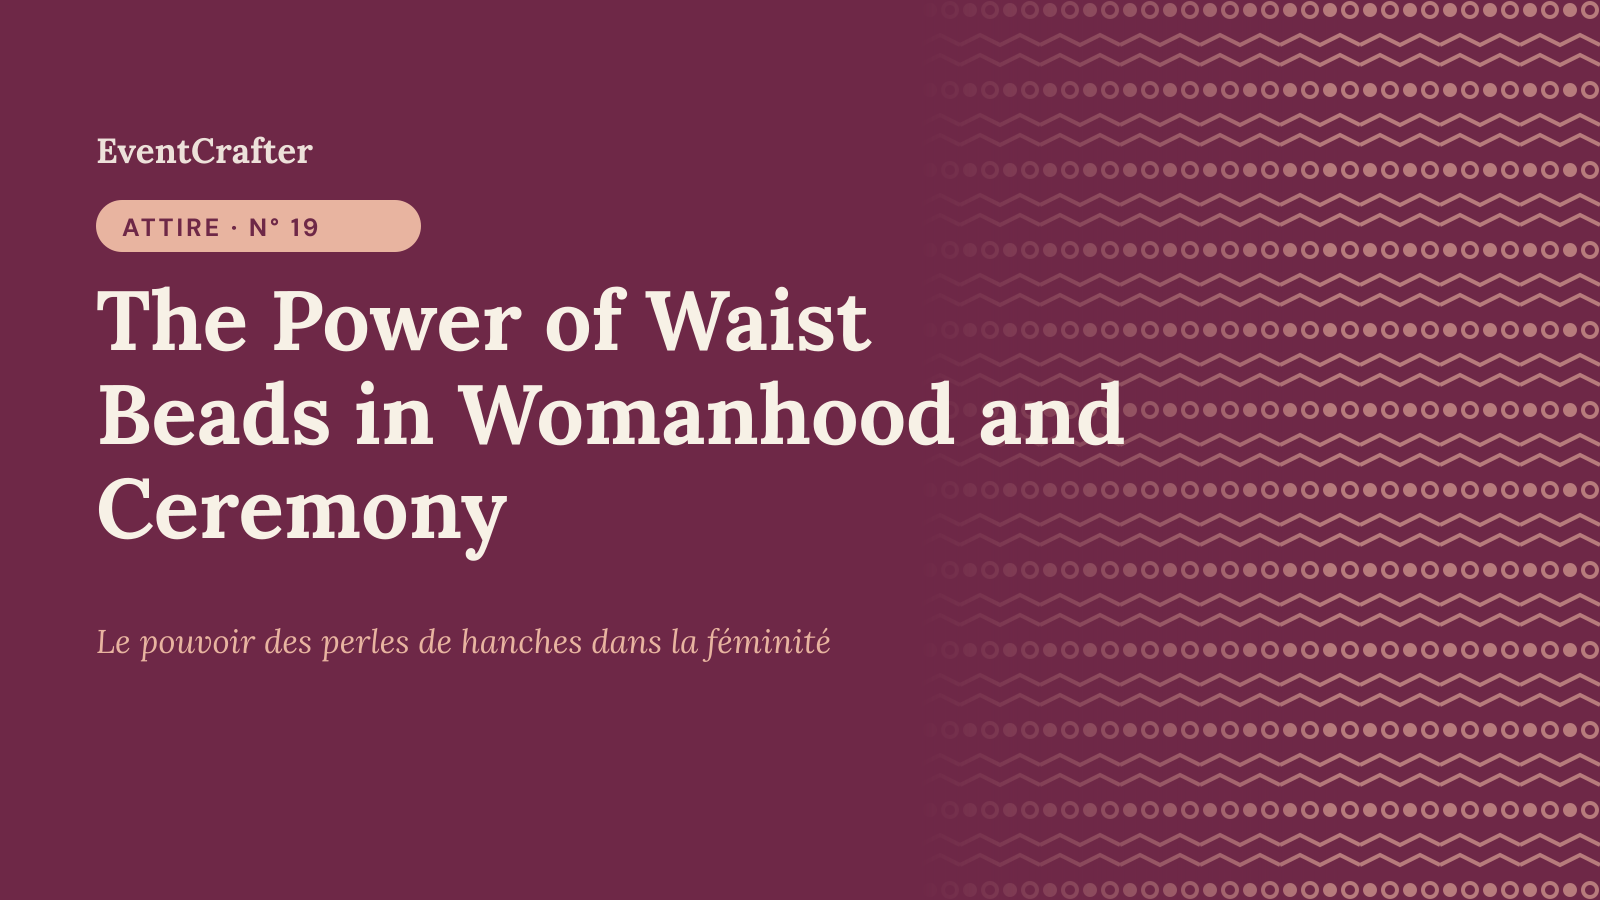 EventCrafter
ATTIRE · N° 19
The Power of Waist
Beads in Womanhood and
Ceremony
Le pouvoir des perles de hanches dans la féminité